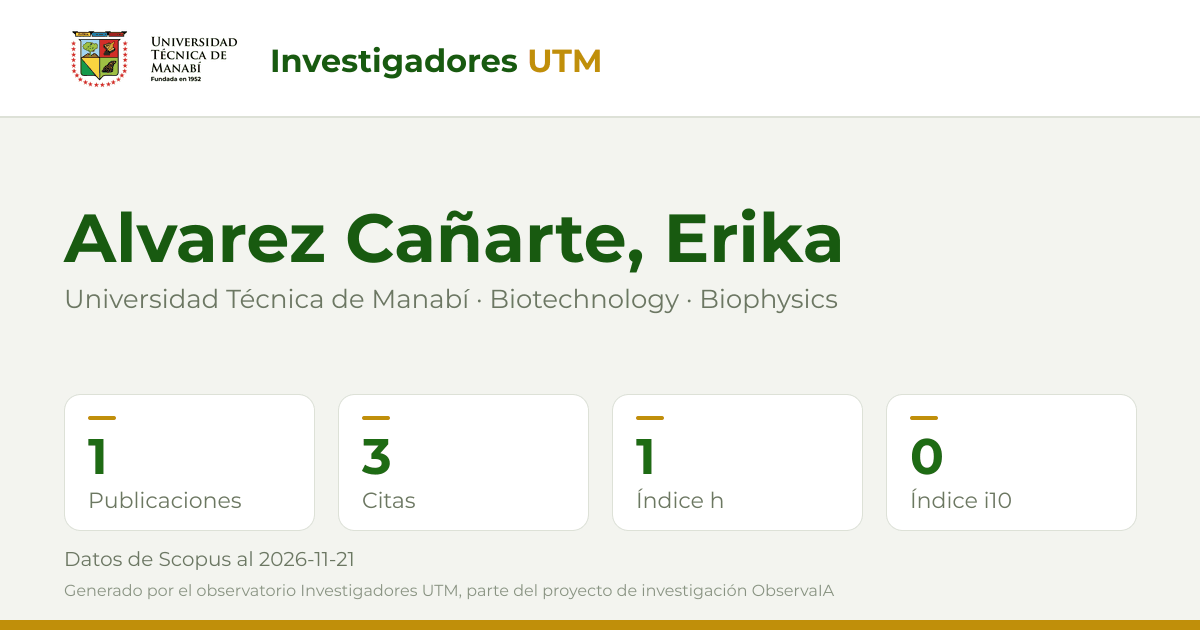 UNIVERSIDAD
TÉCNICA DE
MANABÍ
Fundada en 1952
Investigadores UTM
Alvarez Cañarte, Erika
Universidad Técnica de Manabí · Biotechnology · Biophysics
1
Publicaciones
3
Citas
1
Índice h
0
Índice i10
Datos de Scopus al 2026-11-21
Generado por el observatorio Investigadores UTM, parte del proyecto de investigación ObservaIA